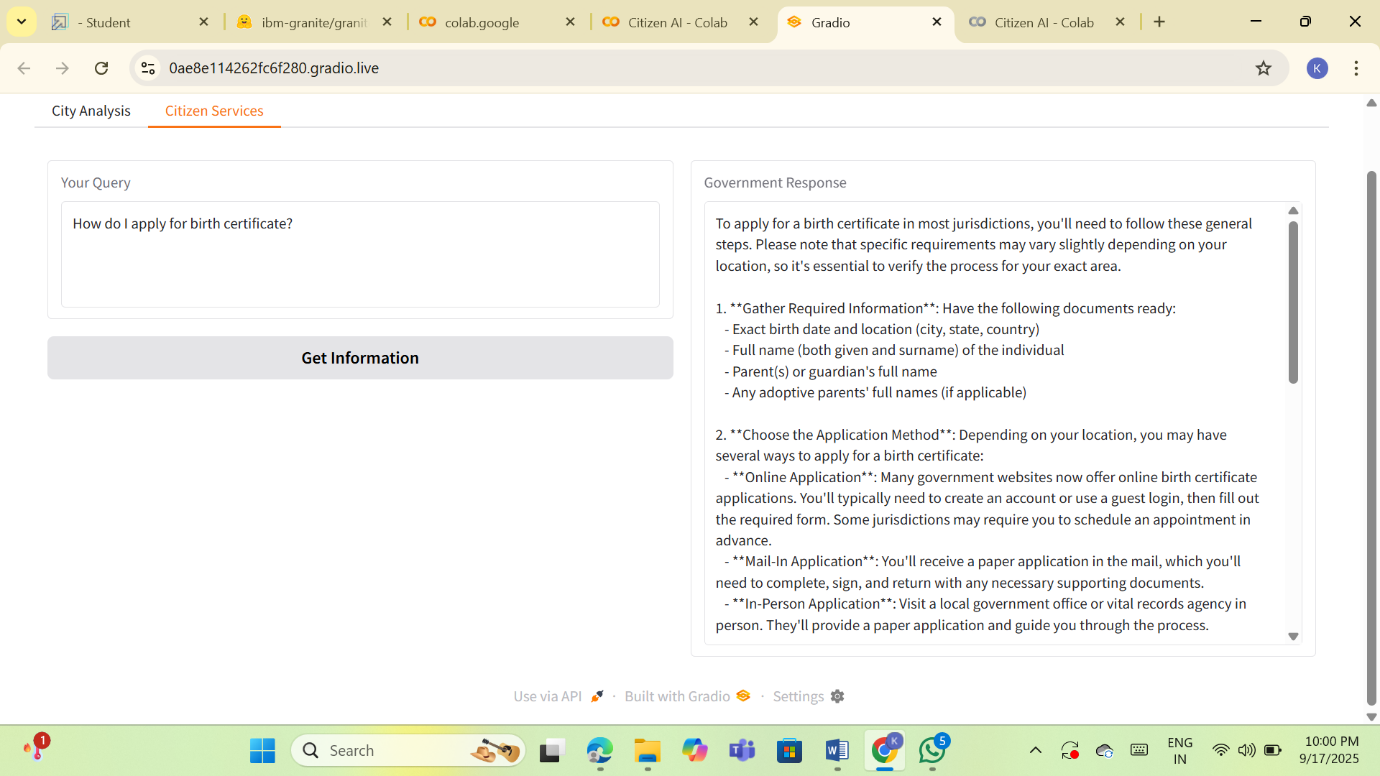 - Student
ibm-granite/granit
colab.google
Citizen AI - Colab
Gradio
Citizen AI - Colab
0ae8e114262fc6f280.gradio.live
K
City Analysis
Citizen Services
Your Query
How do I apply for birth certificate?
Get Information
Government Response
To apply for a birth certificate in most jurisdictions, you'll need to follow these general
steps. Please note that specific requirements may vary slightly depending on your
location, so it's essential to verify the process for your exact area.
1. **Gather Required Information**: Have the following documents ready:
- Exact birth date and location (city, state, country)
- Full name (both given and surname) of the individual
- Parent(s) or guardian's full name
- Any adoptive parents' full names (if applicable)
2. **Choose the Application Method**: Depending on your location, you may have
several ways to apply for a birth certificate:
- **Online Application**: Many government websites now offer online birth certificate
applications. You'll typically need to create an account or use a guest login, then fill out
the required form. Some jurisdictions may require you to schedule an appointment in
advance.
- **Mail-In Application**: You'll receive a paper application in the mail, which you'll
need to complete, sign, and return with any necessary supporting documents.
- **In-Person Application**: Visit a local government office or vital records agency in
person. They'll provide a paper application and guide you through the process.
Use via API · Built with Gradio · Settings
1
Search
K
5
ENG
IN
10:00 PM
9/17/2025